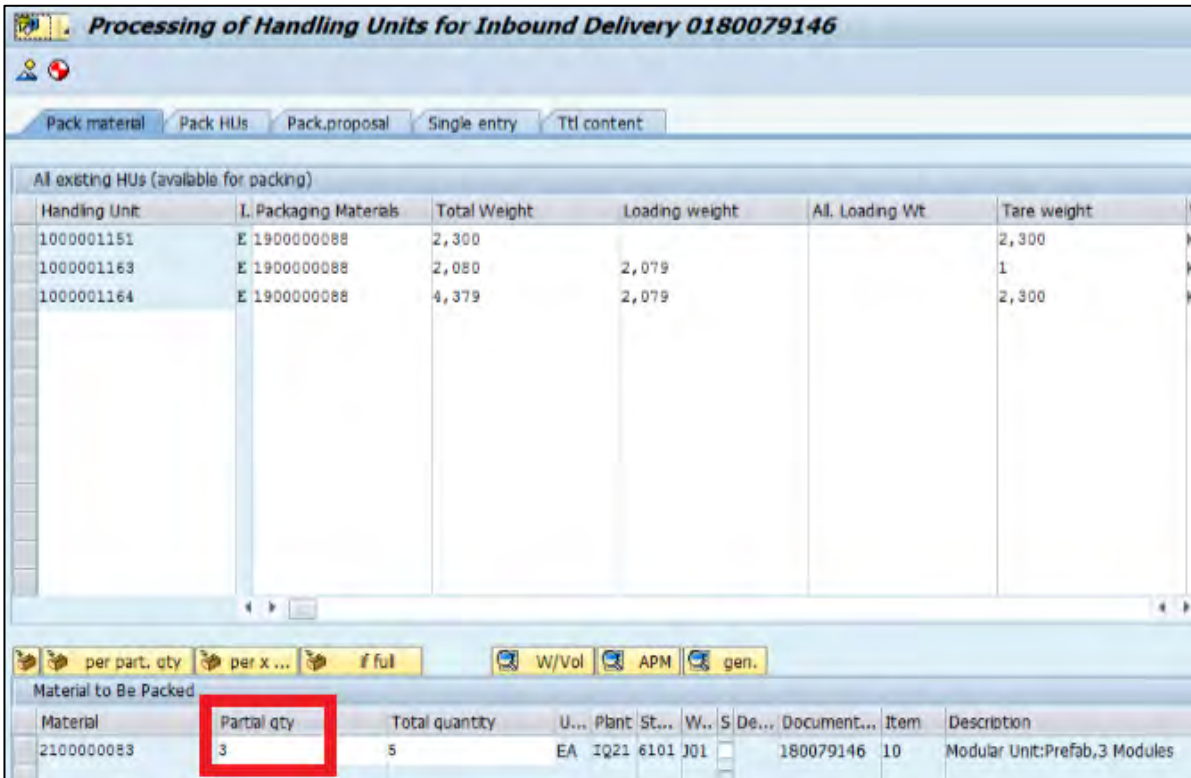 Processing of Handling Units for Inbound Delivery 0180079146
Pack material Pack HUs Pack.proposal Single entry Ttl content
All existing HUs (available for packing)
Handling Unit I. Packaging Materials Total Weight Loading weight All. Loading Wt Tare weight
1000001151 E 1900000088 2,300 2,300
1000001163 E 1900000088 2,080 2,079 1
1000001164 E 1900000088 4,379 2,079 2,300
per part. qty per x ... if full W/Vol APM gen.
Material to Be Packed
Material Partial qty Total quantity U... Plant St... W.. S De... Document... Item Description
2100000083 3 5 EA IQ21 6101 J01 180079146 10 Modular Unit:Prefab,3 Modules